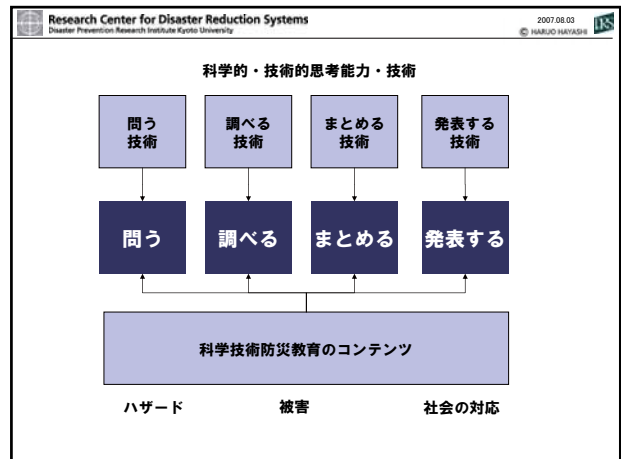 Research Center for Disaster Reduction Systems
Disaster Prevention Research Institute Kyoto University
2007.08.03
© HARUO HAYASHI
DRS
科学的・技術的思考能力・技術
問う
技術
調べる
技術
まとめる
技術
発表する
技術
問う
調べる
まとめる
発表する
科学技術防災教育のコンテンツ
ハザード
被害
社会の対応